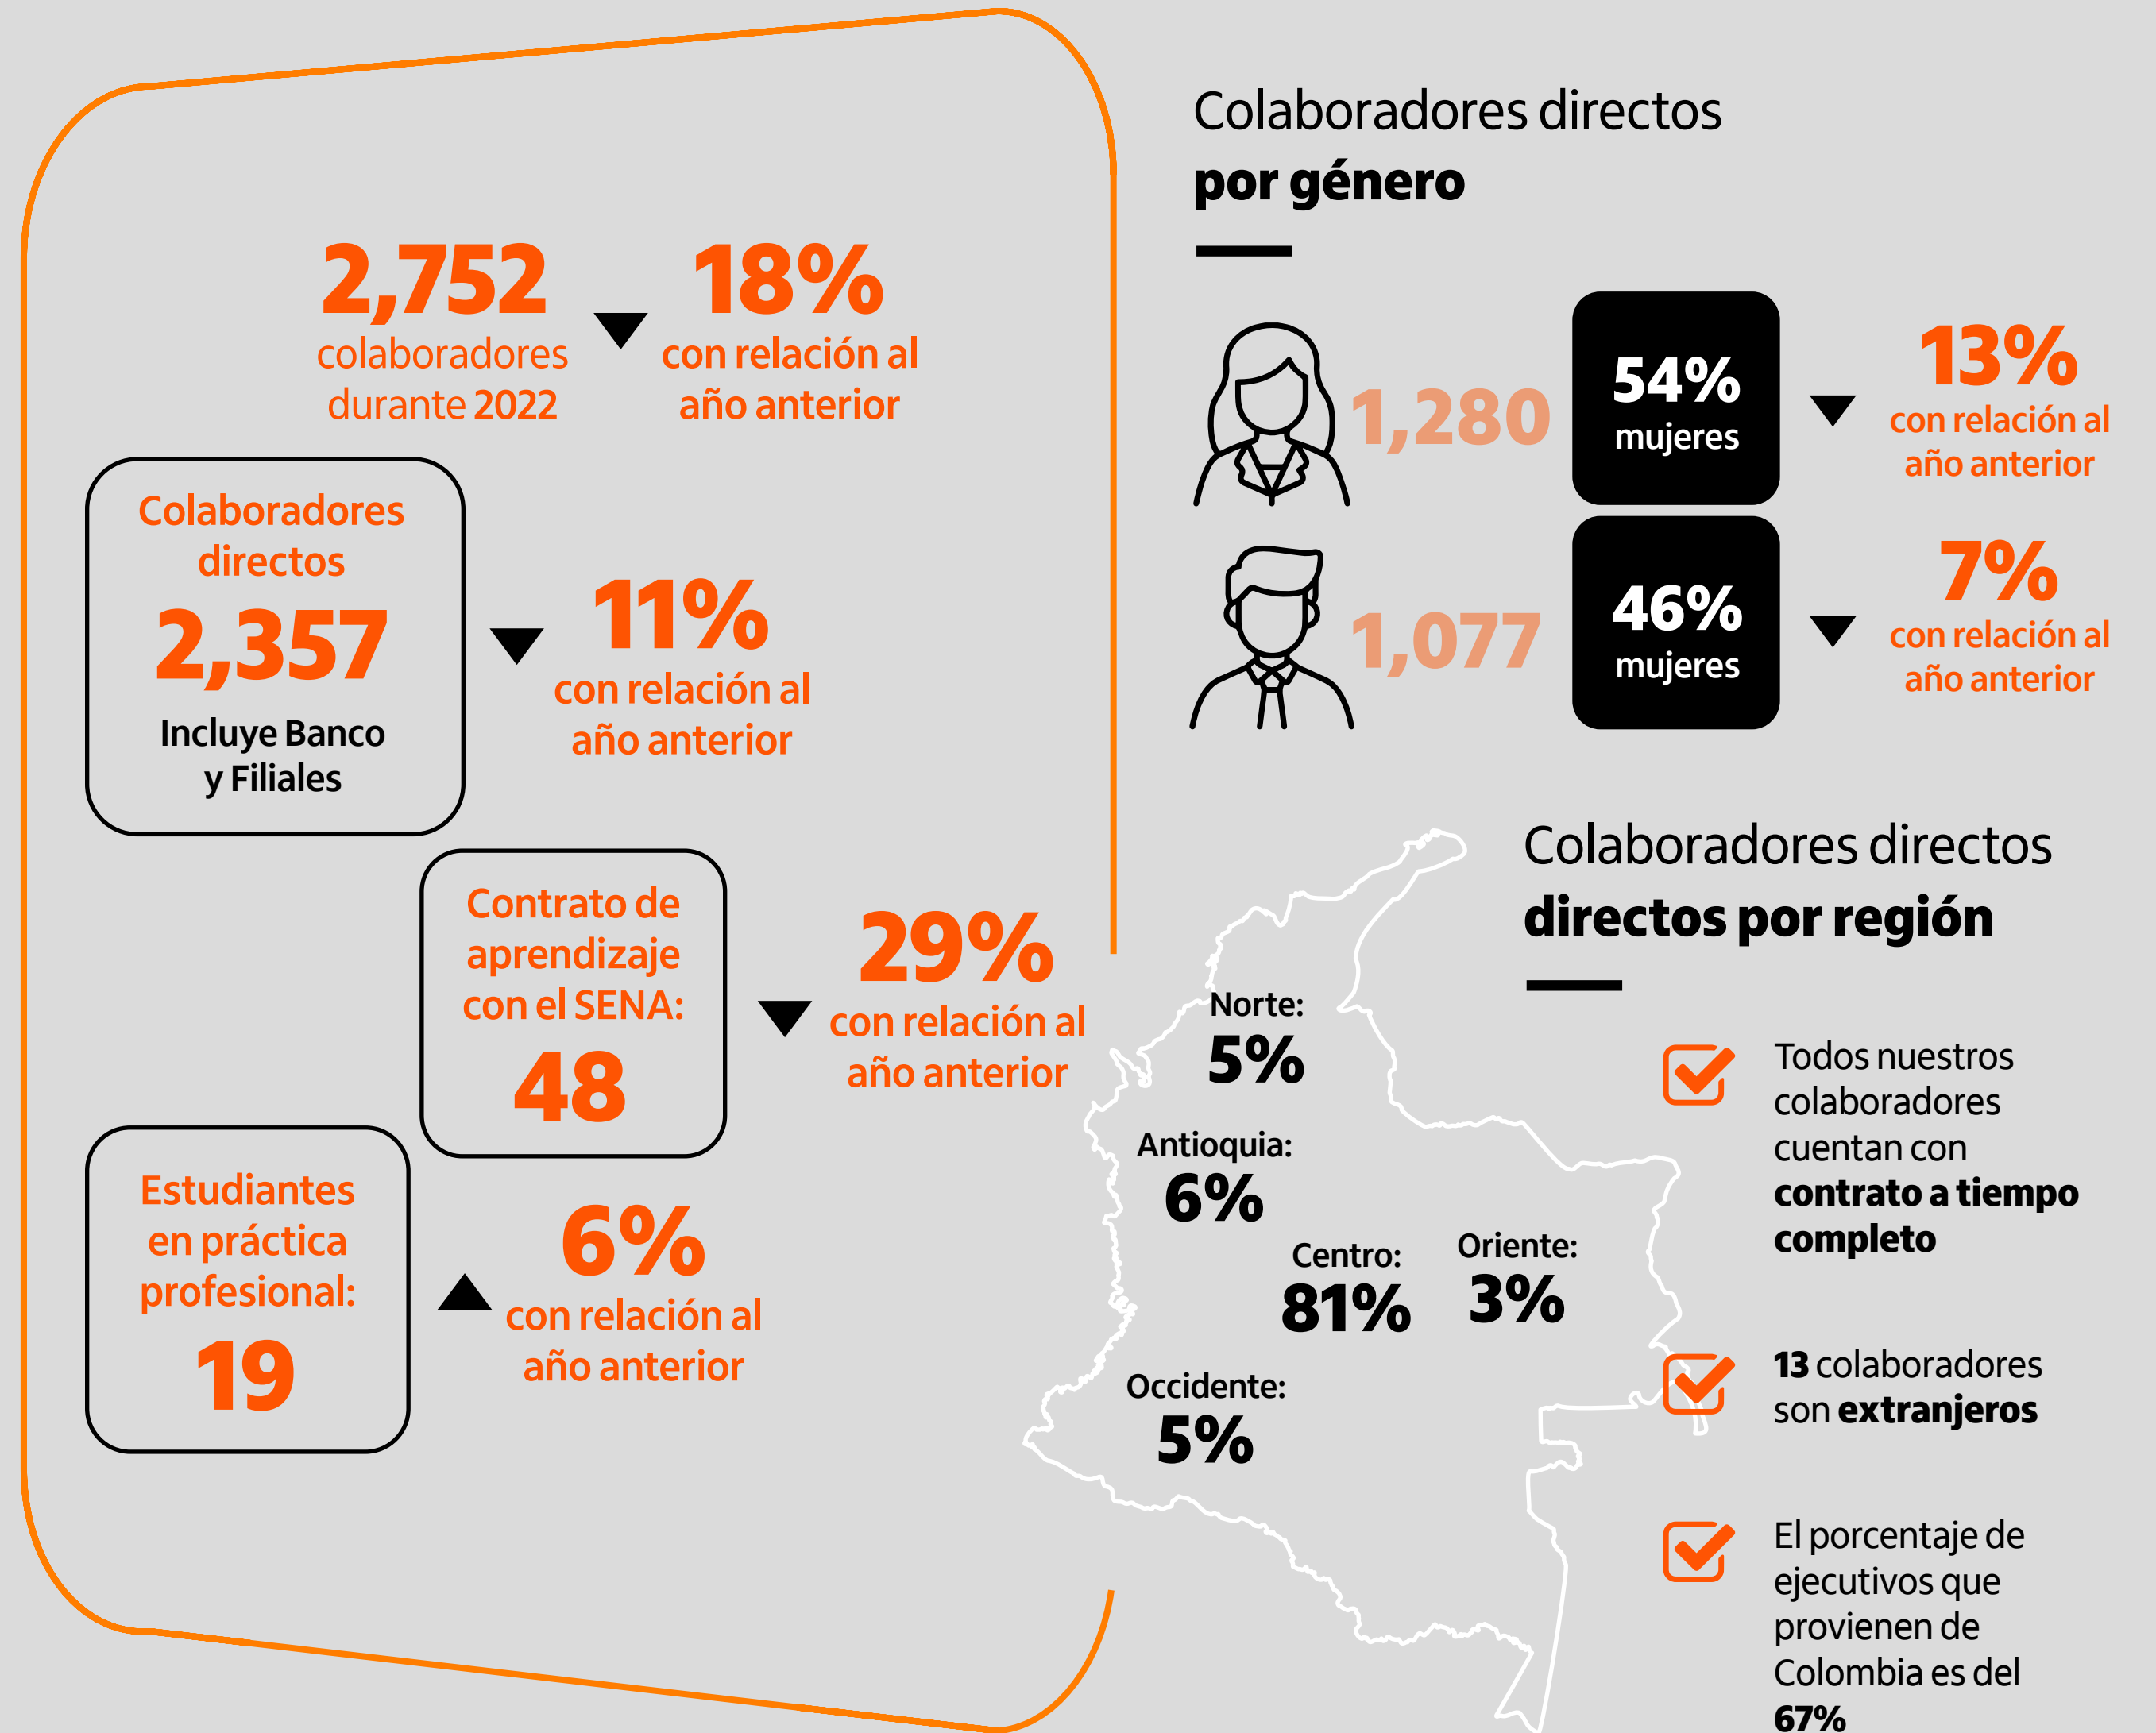 2,752
colaboradores
durante 2022
18%
con relación al
año anterior
Colaboradores
directos
2,357
Incluye Banco
y Filiales
11%
con relación al
año anterior
Contrato de
aprendizaje
con el SENA:
48
29%
con relación al
año anterior
Estudiantes
en práctica
profesional:
19
6%
con relación al
año anterior
Colaboradores directos
por género
1,280
54%
mujeres
13%
con relación al
año anterior
1,077
46%
mujeres
7%
con relación al
año anterior
Colaboradores directos
directos por región
Norte:
5%
Antioquia:
6%
Centro:
81%
Oriente:
3%
Occidente:
5%
Todos nuestros
colaboradores
cuentan con
contrato a tiempo
completo
13 colaboradores
son extranjeros
El porcentaje de
ejecutivos que
provienen de
Colombia es del
67%